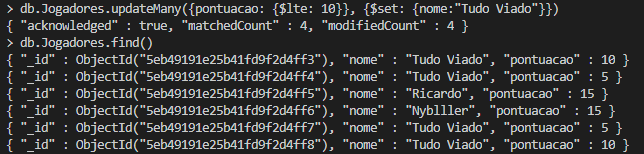 > db.Jogadores.updateMany({pontuacao: {$lte: 10}}, {$set: {nome:"Tudo Viado"}})
{ "acknowledged" : true, "matchedCount" : 4, "modifiedCount" : 4 }
> db.Jogadores.find()
{ "_id" : ObjectId("5eb49191e25b41fd9f2d4ff3"), "nome" : "Tudo Viado", "pontuacao" : 10 }
{ "_id" : ObjectId("5eb49191e25b41fd9f2d4ff4"), "nome" : "Tudo Viado", "pontuacao" : 5 }
{ "_id" : ObjectId("5eb49191e25b41fd9f2d4ff5"), "nome" : "Ricardo", "pontuacao" : 15 }
{ "_id" : ObjectId("5eb49191e25b41fd9f2d4ff6"), "nome" : "Nyblller", "pontuacao" : 15 }
{ "_id" : ObjectId("5eb49191e25b41fd9f2d4ff7"), "nome" : "Tudo Viado", "pontuacao" : 5 }
{ "_id" : ObjectId("5eb49191e25b41fd9f2d4ff8"), "nome" : "Tudo Viado", "pontuacao" : 10 }